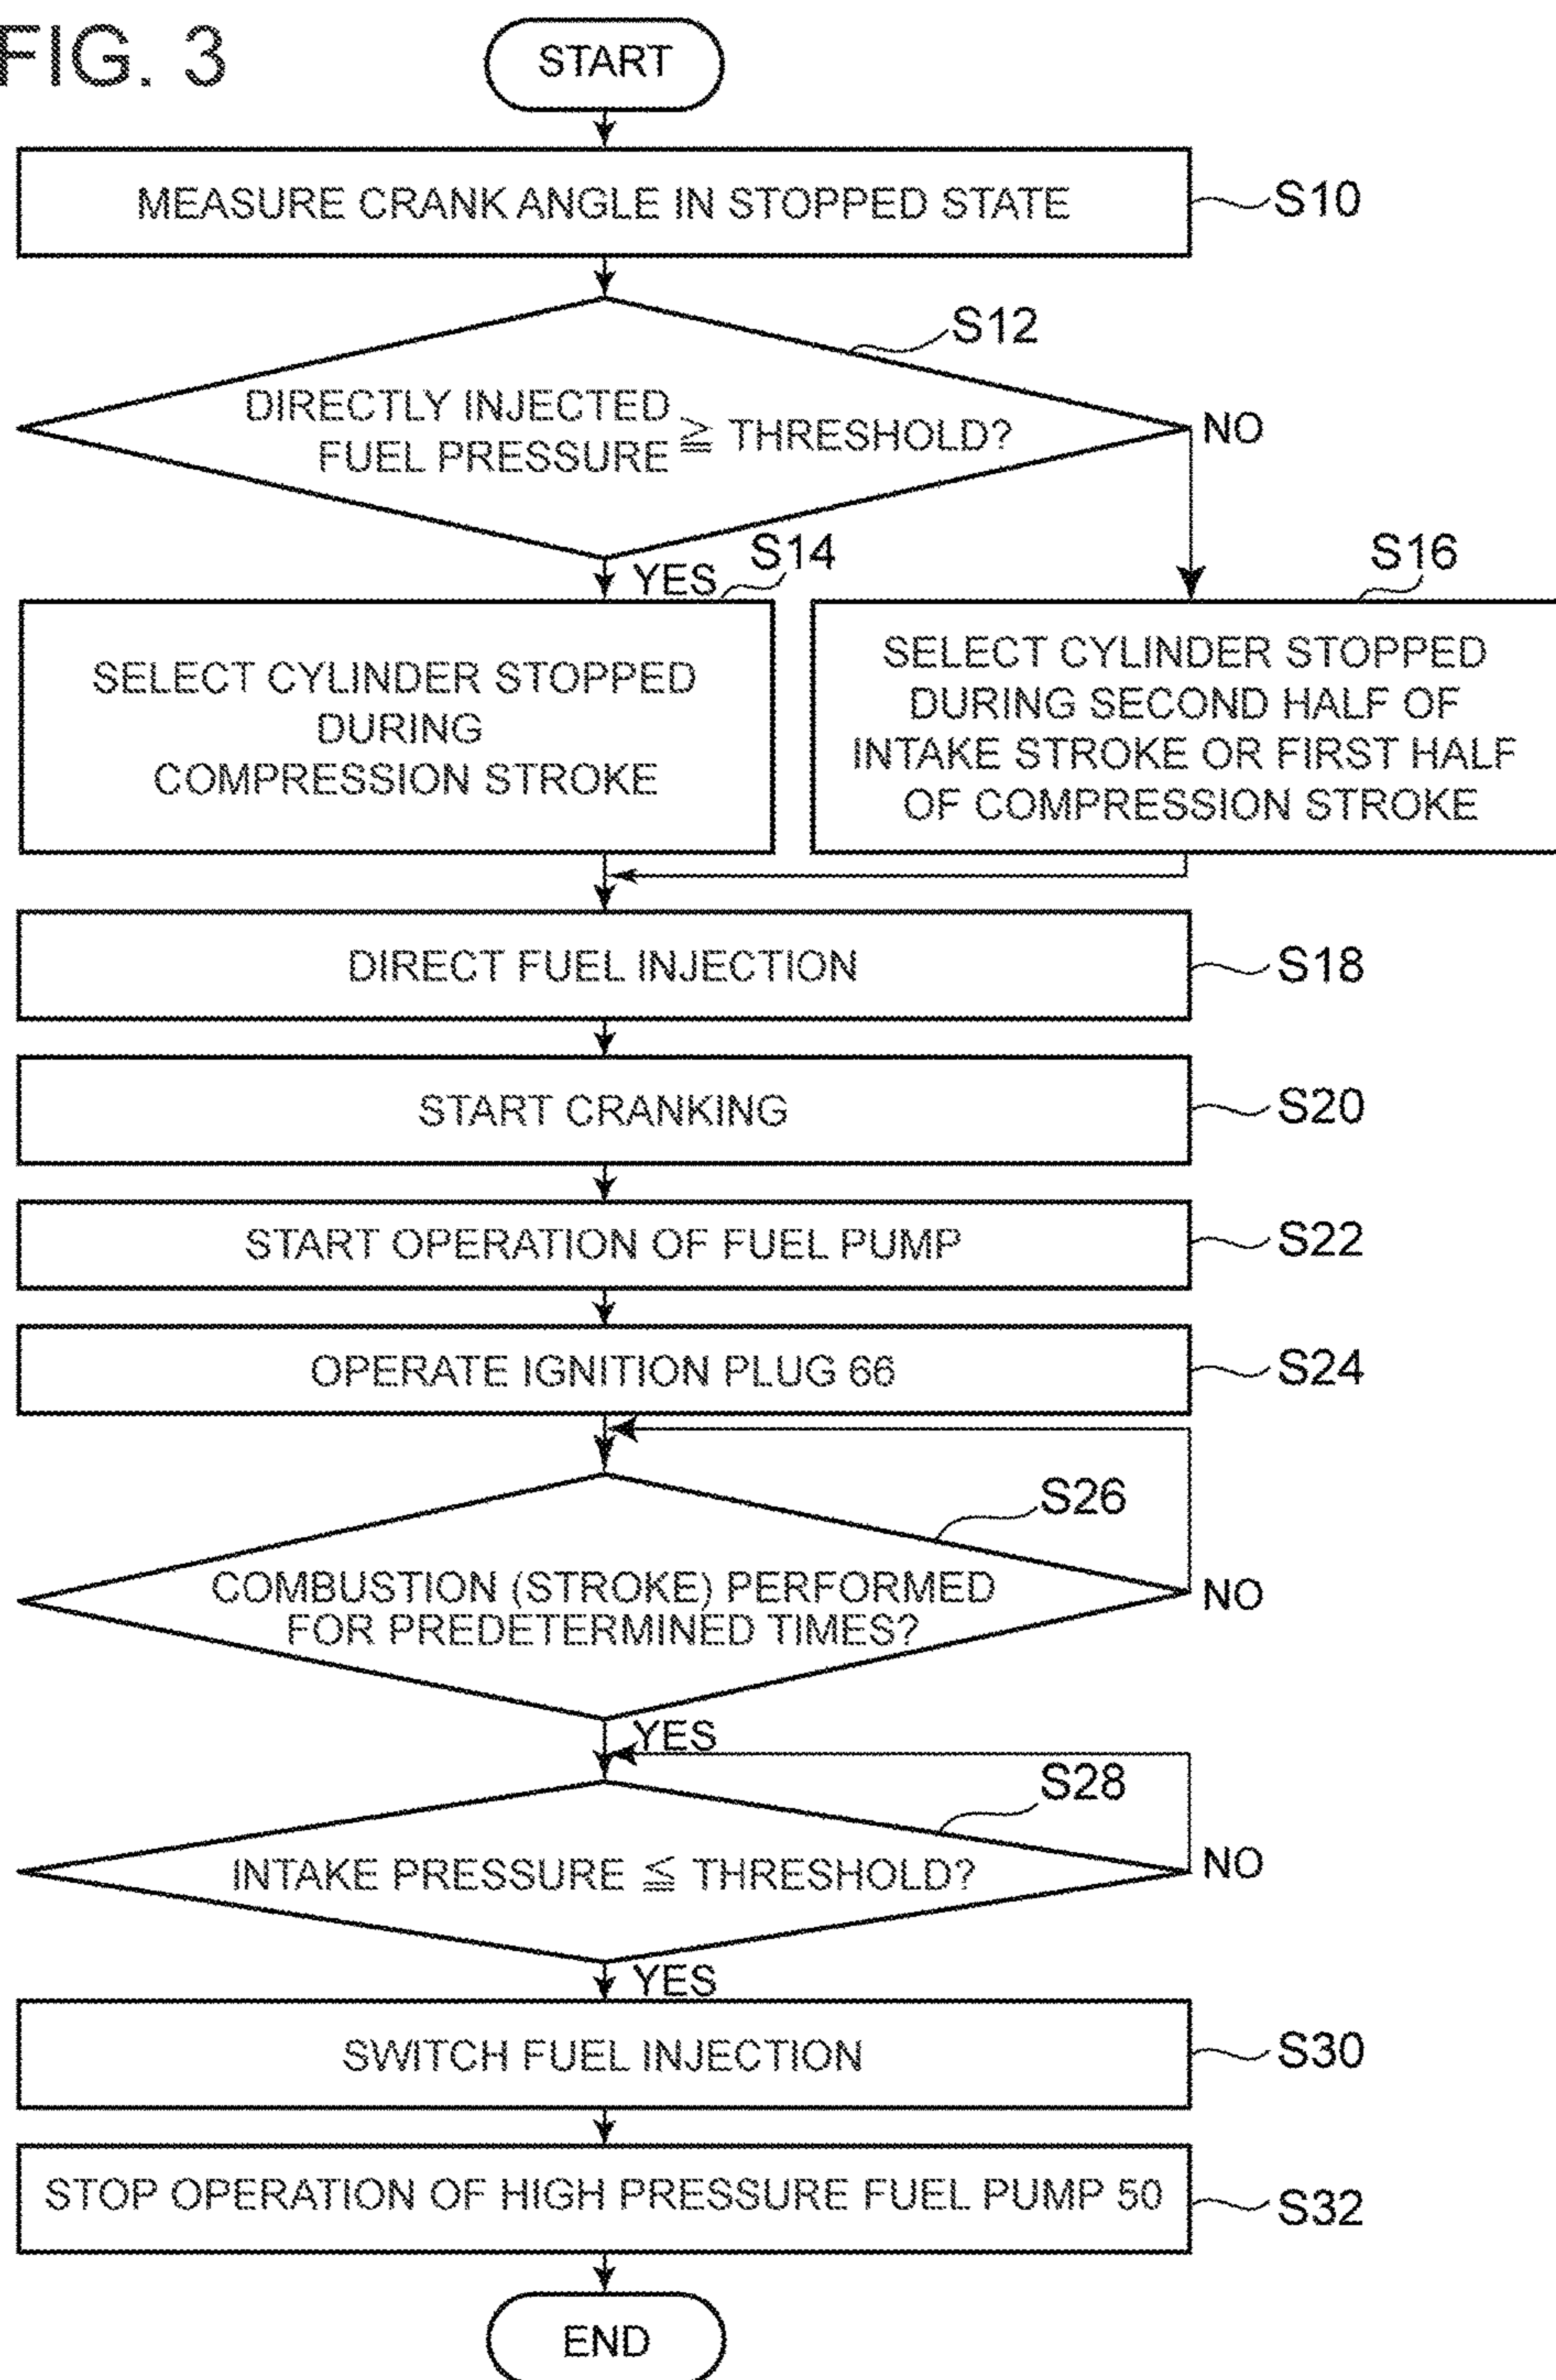 FIG. 3
START
MEASURE CRANK ANGLE IN STOPPED STATE
S10
S12
DIRECTLY INJECTED
FUEL PRESSURE ≧ THRESHOLD?
NO
YES
S14
S16
SELECT CYLINDER STOPPED
DURING
COMPRESSION STROKE
SELECT CYLINDER STOPPED
DURING SECOND HALF OF
INTAKE STROKE OR FIRST HALF
OF COMPRESSION STROKE
DIRECT FUEL INJECTION
S18
START CRANKING
S20
START OPERATION OF FUEL PUMP
S22
OPERATE IGNITION PLUG 66
S24
S26
COMBUSTION (STROKE) PERFORMED
FOR PREDETERMINED TIMES?
NO
YES
S28
INTAKE PRESSURE ≦ THRESHOLD?
NO
YES
SWITCH FUEL INJECTION
S30
STOP OPERATION OF HIGH PRESSURE FUEL PUMP 50
S32
END